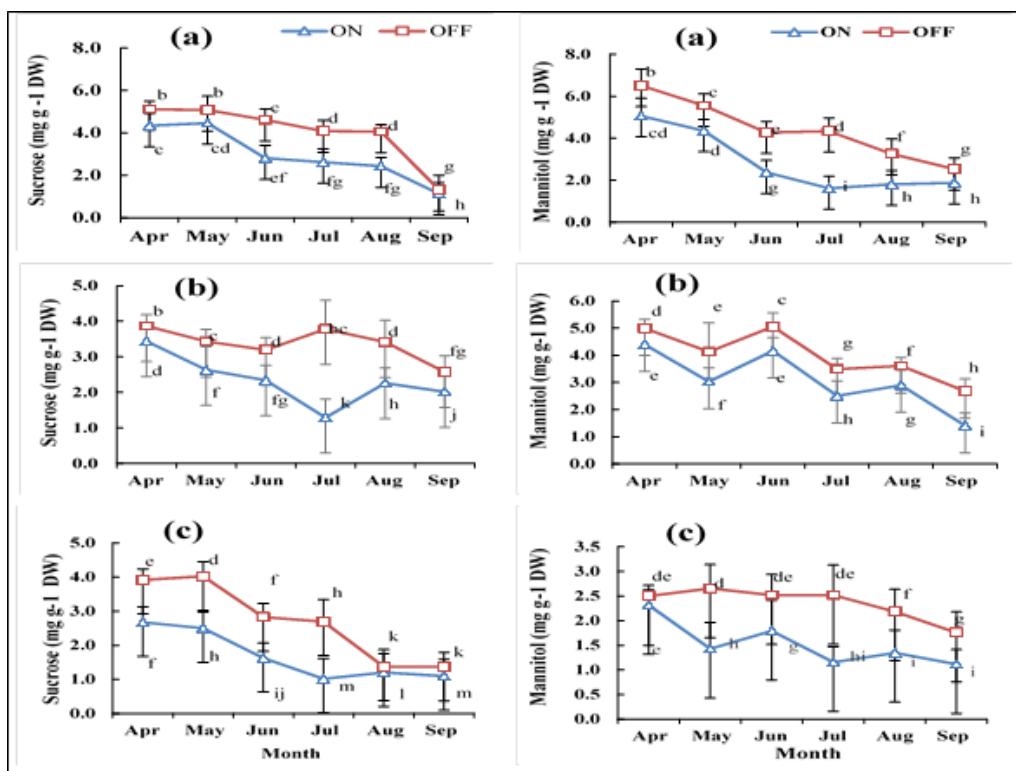 (a) ON OFF
Sucrose (mg g -1 DW)
8.0
6.0
4.0
2.0
0.0
b b c d d g
c cd ef fg fg h
Apr May Jun Jul Aug Sep
(a) ON OFF
Mannitol (mg g -1 DW)
8.0
6.0
4.0
2.0
0.0
b c e d f g
cd d g i h h
Apr May Jun Jul Aug Sep
(b)
Sucrose (mg g-1 DW)
5.0
4.0
3.0
2.0
1.0
0.0
b c d bc d fg
d f fg k h j
Apr May Jun Jul Aug Sep
(b)
Mannitol (mg g-1 DW)
6.0
5.0
4.0
3.0
2.0
1.0
0.0
d e c g f h
e f e h g i
Apr May Jun Jul Aug Sep
(c)
Sucrose (mg g-1 DW)
5.0
4.0
3.0
2.0
1.0
0.0
e d f h k k
f h ij m l m
Apr May Jun Jul Aug Sep
Month
(c)
Mannitol (mg g-1 DW)
3.5
3.0
2.5
2.0
1.5
1.0
0.5
0.0
de d de de f g
e h g hi i i
Apr May Jun Jul Aug Sep
Month